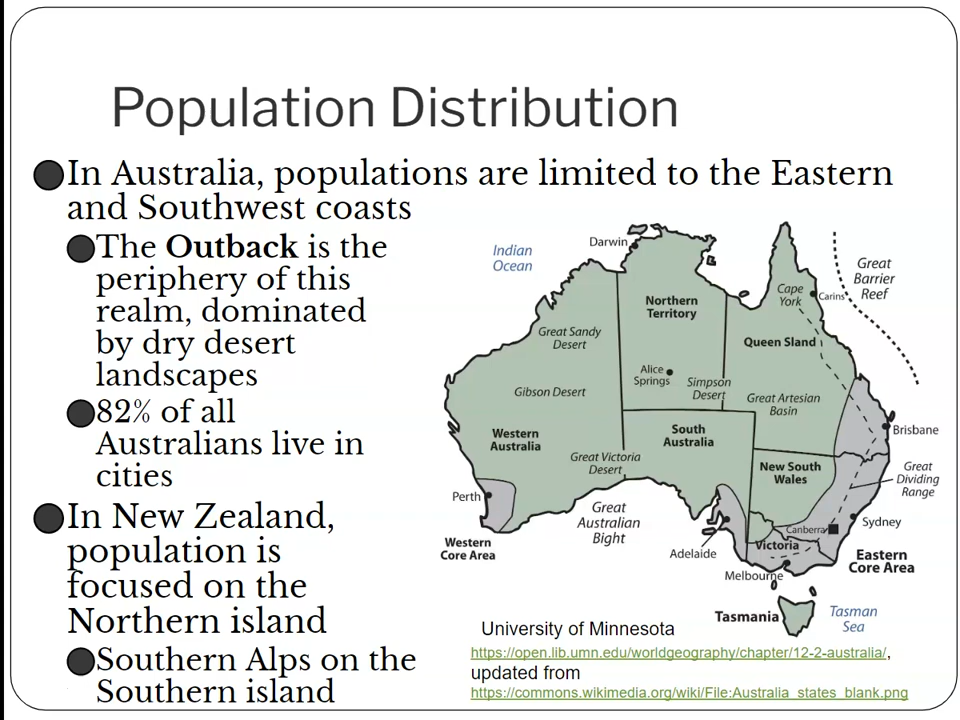 Population Distribution
In Australia, populations are limited to the Eastern
and Southwest coasts
The Outback is the
periphery of this
realm, dominated
by dry desert
landscapes
82% of all
Australians live in
cities
In New Zealand,
population is
focused on the
Northern island
Southern Alps on the
Southern island
Indian
Ocean
Darwin
Great
Barrier
Reef
Cape
York
Carins
Northern
Territory
Great Sandy
Desert
Queen Sland
Alice
Springs
Simpson
Desert
Gibson Desert
Great Artesian
Basin
Western
Australia
South
Australia
Brisbane
Great Victoria
Desert
New South
Wales
Great
Dividing
Range
Perth
Great
Australian
Bight
Sydney
Canberra
Western
Core Area
Adelaide
Victoria
Eastern
Core Area
Melbourne
Tasmania
Tasman
Sea
University of Minnesota
https://open.lib.umn.edu/worldgeography/chapter/12-2-australia/,
updated from
https://commons.wikimedia.org/wiki/File:Australia_states_blank.png